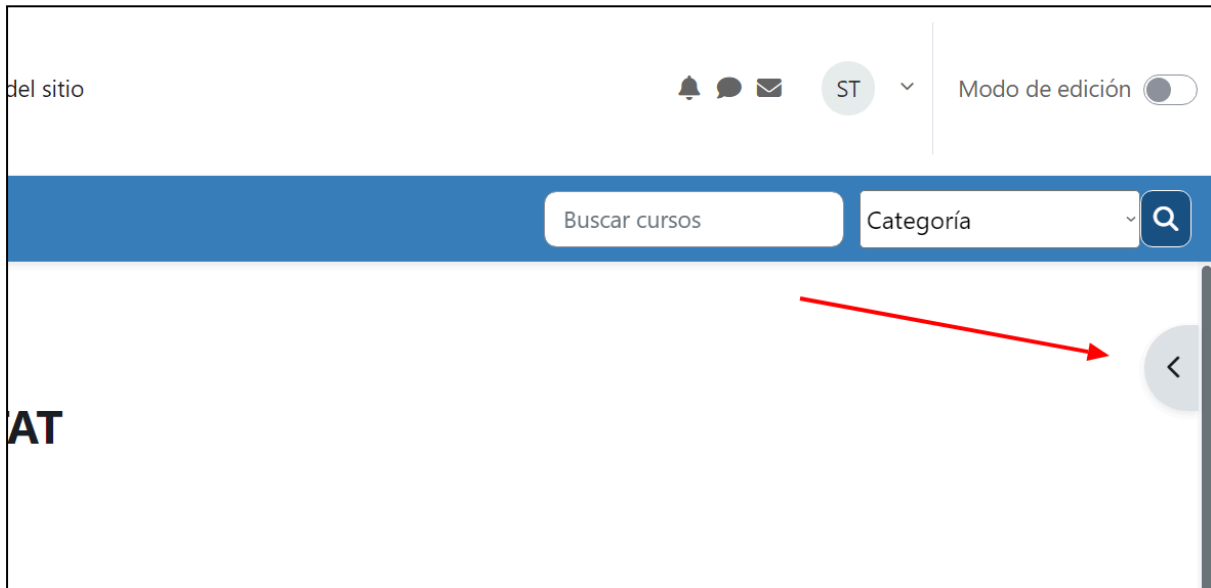 del sitio
ST
Modo de edición
Buscar cursos
Categoría
AT